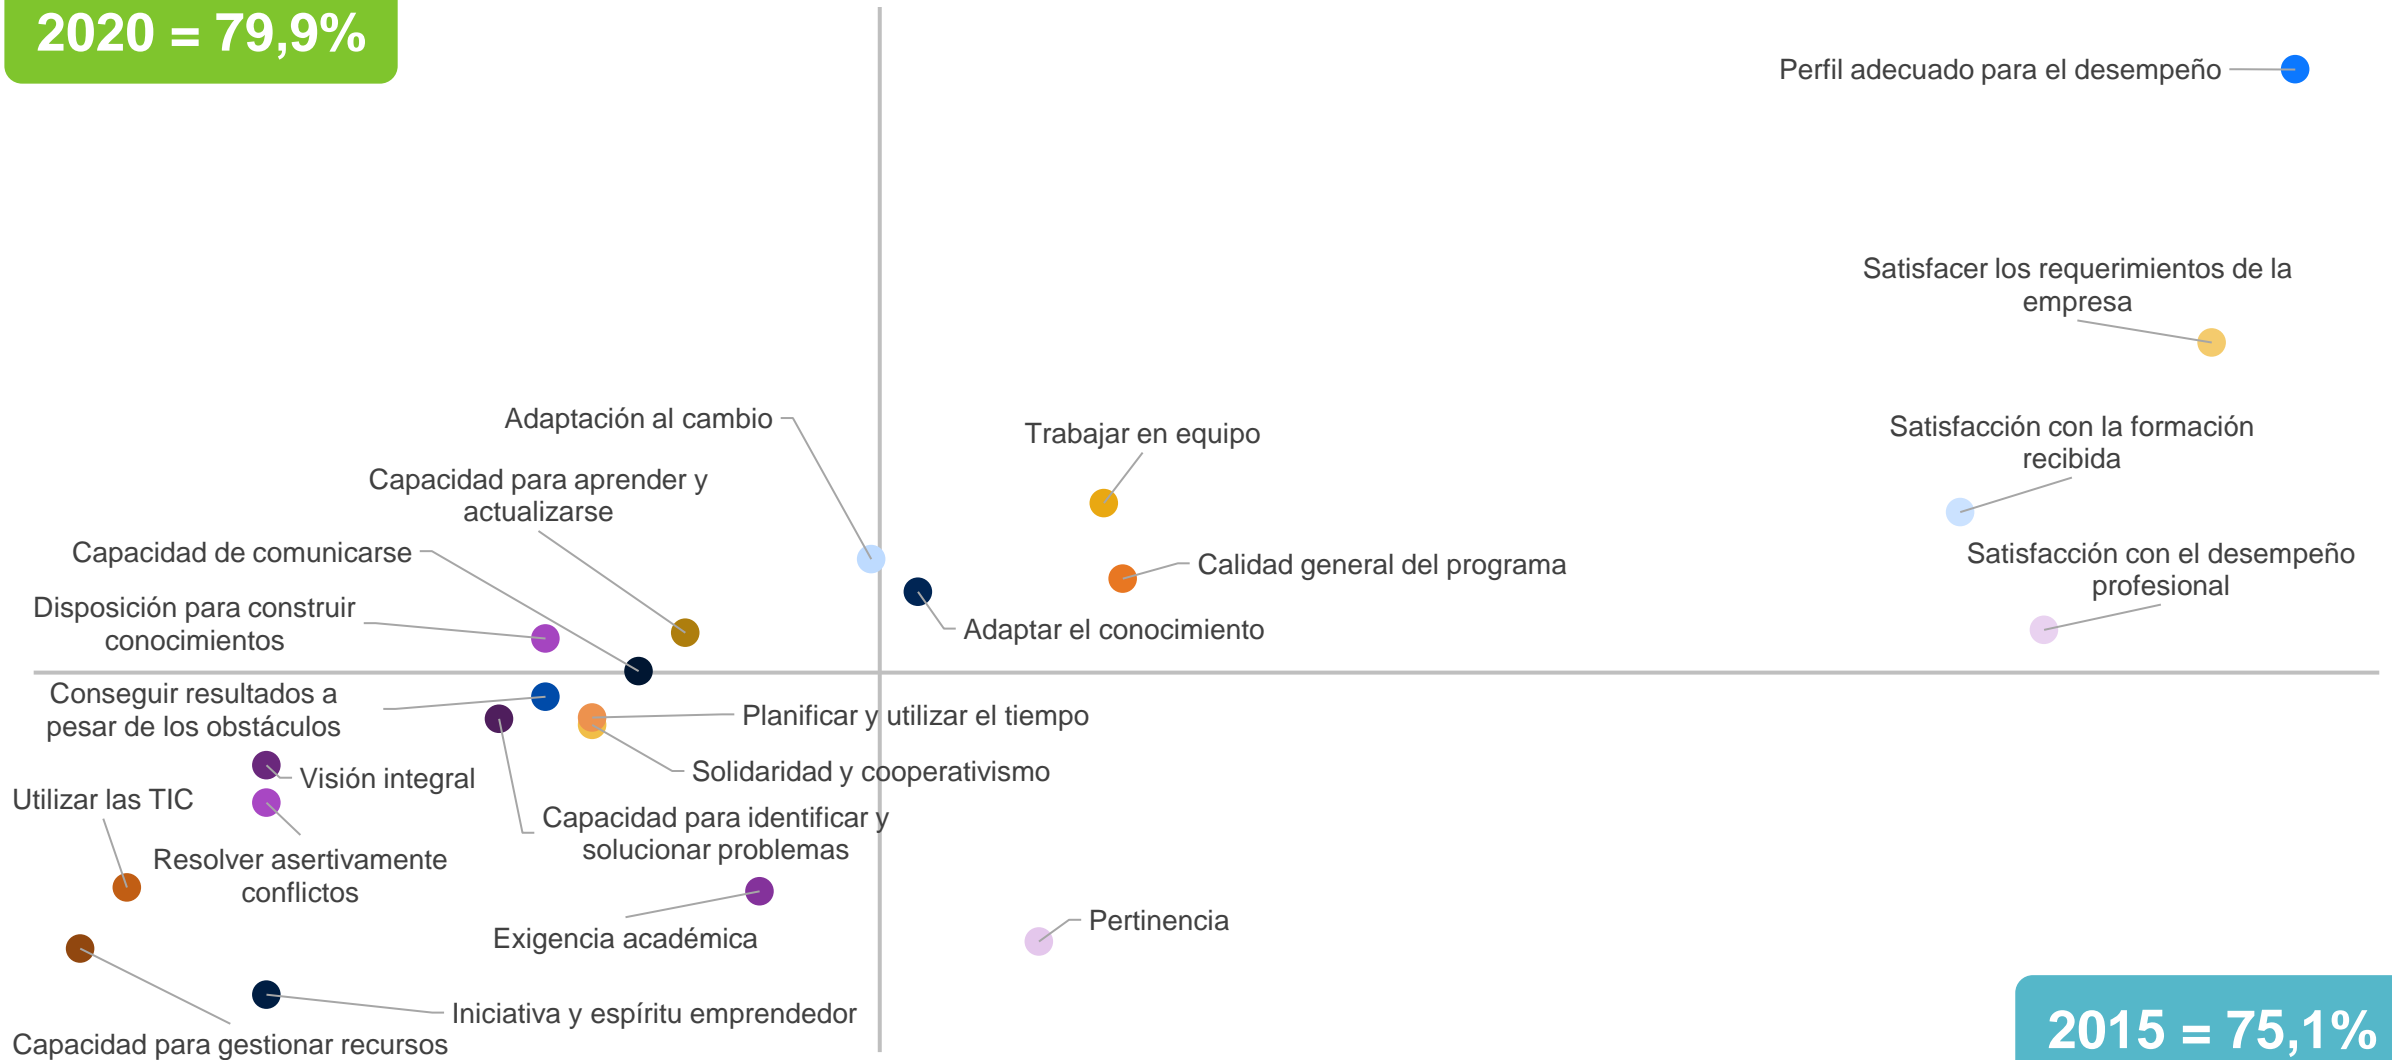 2020 = 79,9%
Perfil adecuado para el desempeño
Satisfacer los requerimientos de la
empresa
Adaptación al cambio
Trabajar en equipo
Satisfacción con la formación
recibida
Capacidad para aprender y
actualizarse
Capacidad de comunicarse
Calidad general del programa
Satisfacción con el desempeño
profesional
Disposición para construir
conocimientos
Adaptar el conocimiento
Conseguir resultados a
pesar de los obstáculos
Planificar y utilizar el tiempo
Visión integral
Solidaridad y cooperativismo
Utilizar las TIC
Capacidad para identificar y
solucionar problemas
Resolver asertivamente
conflictos
Exigencia académica
Pertinencia
Iniciativa y espíritu emprendedor
Capacidad para gestionar recursos
2015 = 75,1%